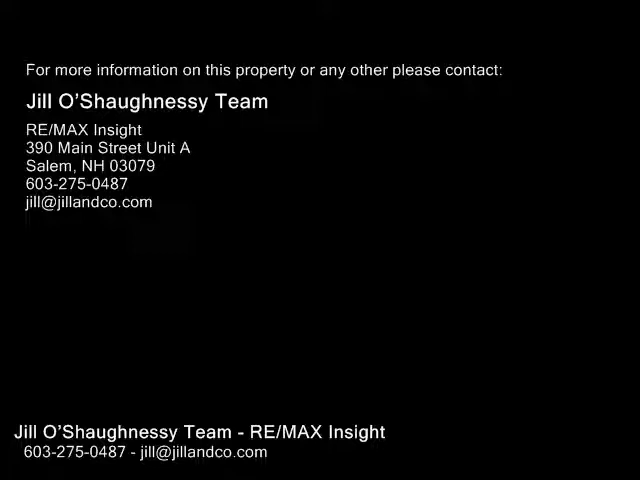 For more information on this property or any other please contact:
Jill O'Shaughnessy Team
RE/MAX Insight
390 Main Street Unit A
Salem, NH 03079
603-275-0487
jill@jillandco.com
Jill O'Shaughnessy Team - RE/MAX Insight
603-275-0487 - jill@jillandco.com